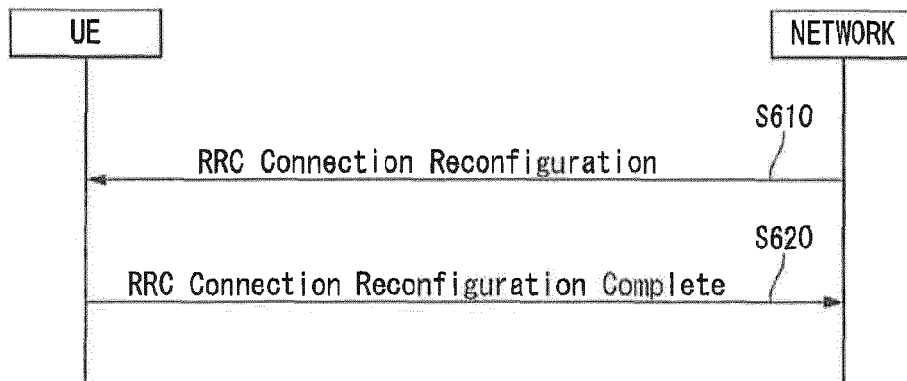 UE
NETWORK
S610
RRC Connection Reconfiguration
S620
RRC Connection Reconfiguration Complete